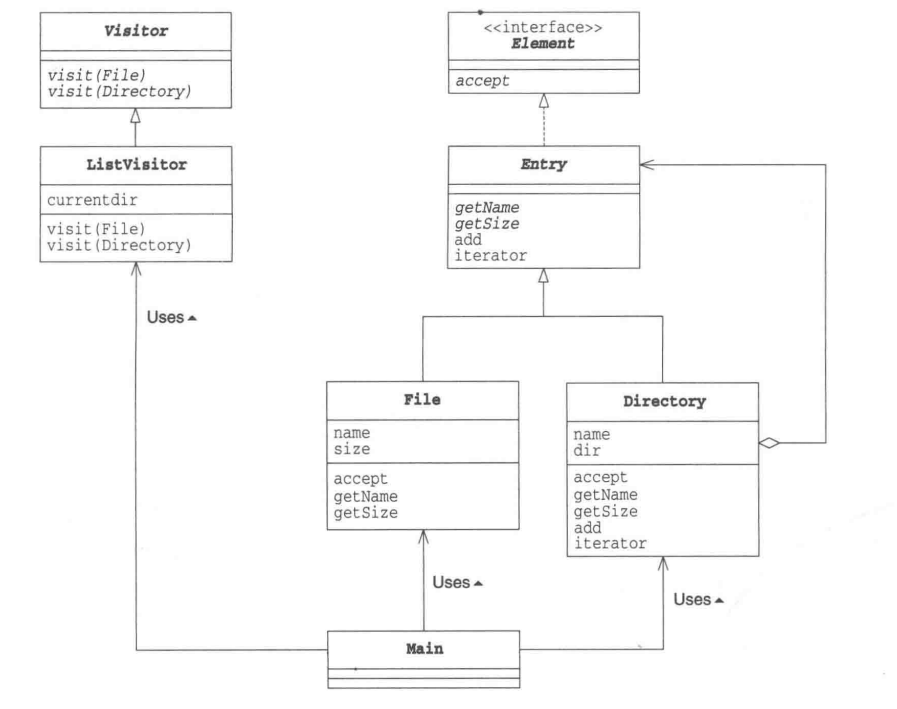 Visitor
visit(File)
visit(Directory)
ListVisitor
currentdir
visit(File)
visit(Directory)
Uses
<<interface>>
Element
accept
Entry
getName
getSize
add
iterator
File
name
size
accept
getName
getSize
Directory
name
dir
accept
getName
getSize
add
iterator
Uses
Uses
Main